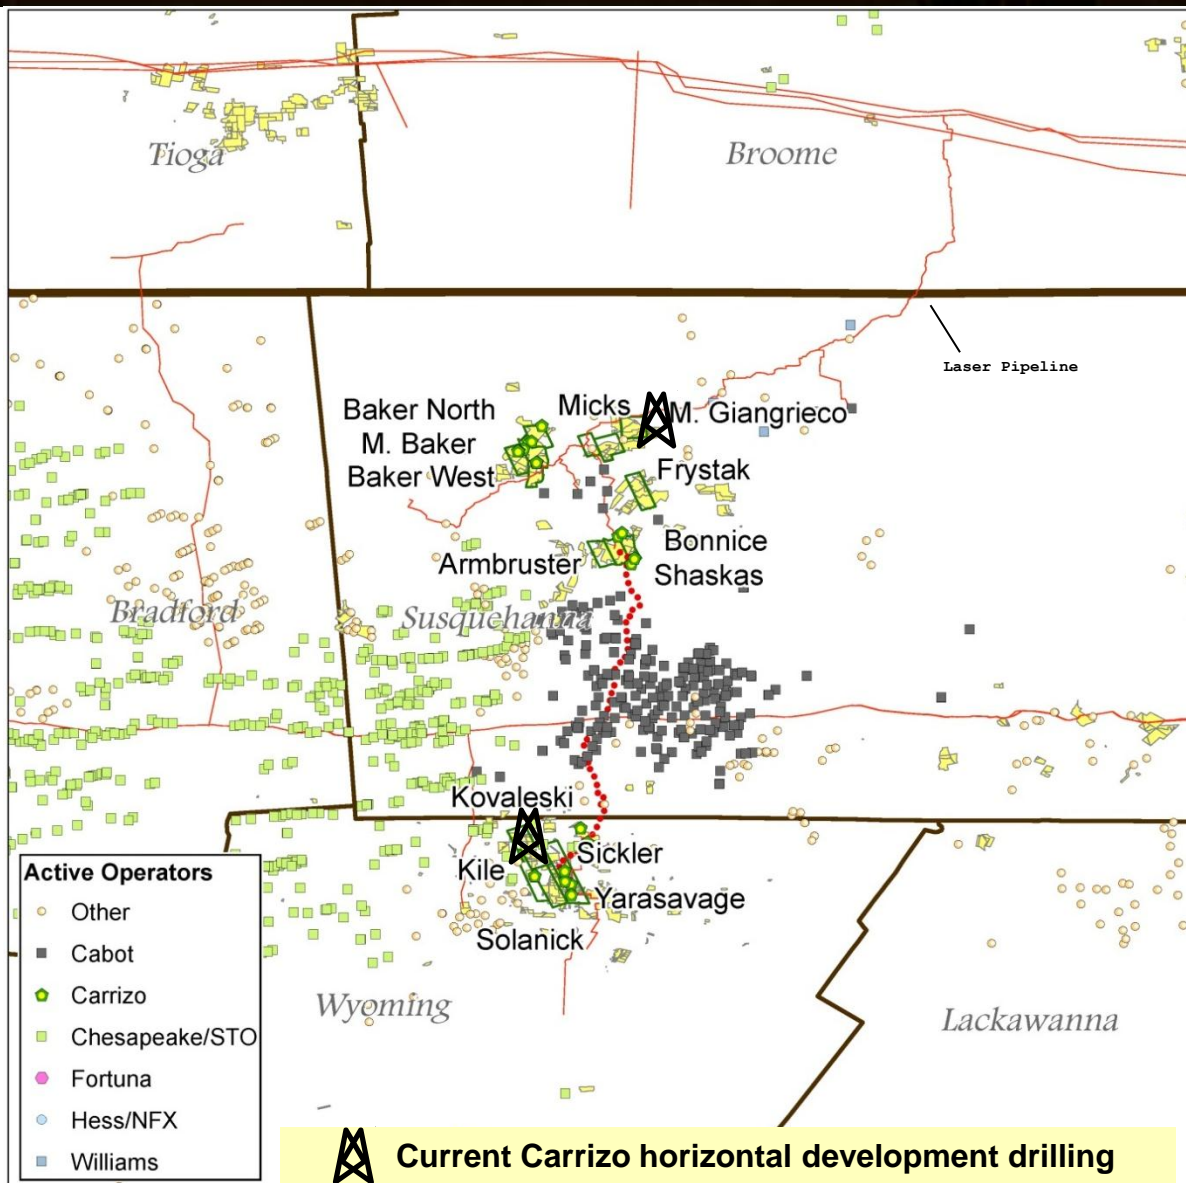 Tioga
Broome
Laser Pipeline
Baker North
Micks
M. Giangrieco
M. Baker
Baker West
Frystak
Bonnice
Armbruster
Shaskas
Bradford
Susquehanna
Kovaleski
Sickler
Kile
Yarasavage
Solanick
Wyoming
Lackawanna
Active Operators
Other
Cabot
Carrizo
Chesapeake/STO
Fortuna
Hess/NFX
Williams
Current Carrizo horizontal development drilling